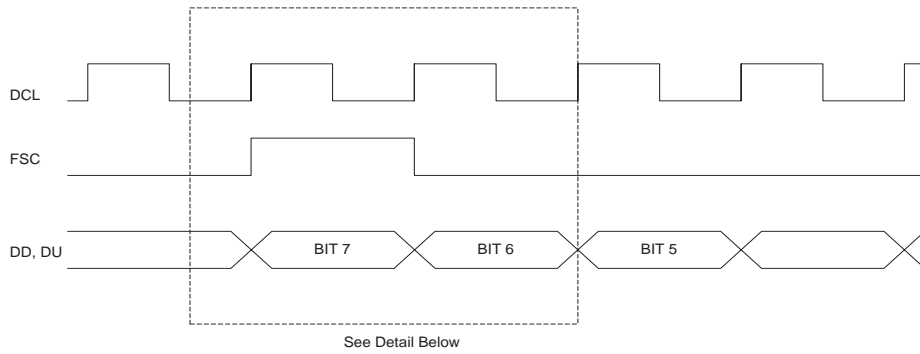 DCL
FSC
DD, DU
BIT 7 BIT 6 BIT 5
See Detail Below